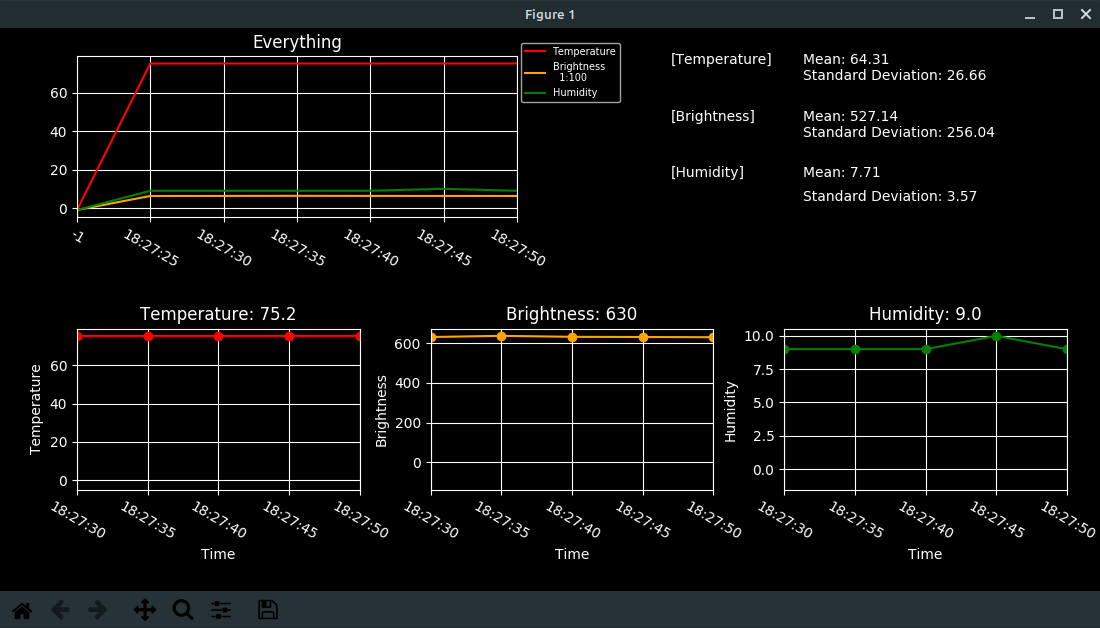 Figure 1
Everything
Temperature
Brightness
1:100
Humidity
60
40
20
0
-1
18:27:25
18:27:30
18:27:35
18:27:40
18:27:45
18:27:50
[Temperature] Mean: 64.31
Standard Deviation: 26.66
[Brightness] Mean: 527.14
Standard Deviation: 256.04
[Humidity] Mean: 7.71
Standard Deviation: 3.57
Temperature: 75.2
Temperature
60
40
20
0
18:27:30
18:27:35
18:27:40
18:27:45
18:27:50
Time
Brightness: 630
Brightness
600
400
200
0
18:27:30
18:27:35
18:27:40
18:27:45
18:27:50
Time
Humidity: 9.0
Humidity
10.0
7.5
5.0
2.5
0.0
18:27:30
18:27:35
18:27:40
18:27:45
18:27:50
Time